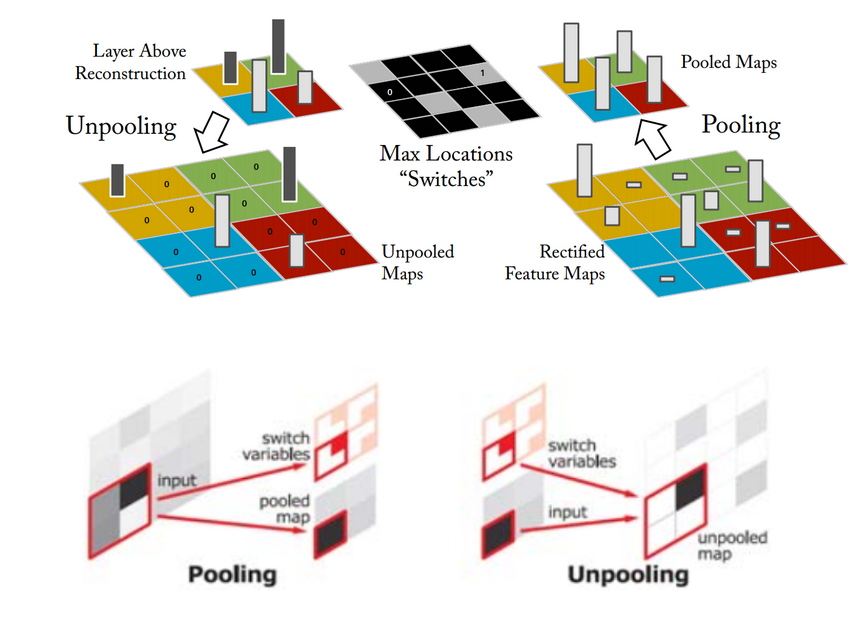 Layer Above
Reconstruction
Unpooling
1
0
Max Locations
“Switches”
Pooled Maps
Pooling
0
0
0
0
0
0
0
0
0
0
0
0
Unpooled
Maps
Rectified
Feature Maps
switch
variables
input
pooled
map
Pooling
switch
variables
input
unpooled
map
Unpooling